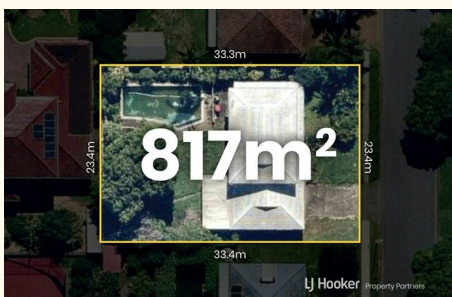 33.3m
23.4m
817m²
23.4m
33.4m
LJ Hooker Property Partners